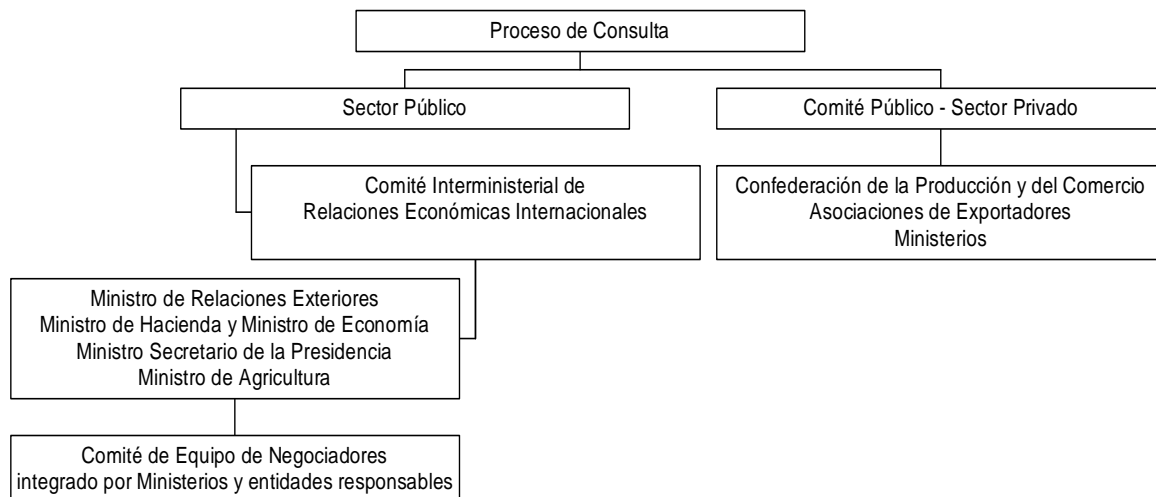 Proceso de Consulta
Sector Público
Comité Público - Sector Privado
Comité Interministerial de
Relaciones Económicas Internacionales
Confederación de la Producción y del Comercio
Asociaciones de Exportadores
Ministerios
Ministro de Relaciones Exteriores
Ministro de Hacienda y Ministro de Economía
Ministro Secretario de la Presidencia
Ministro de Agricultura
Comité de Equipo de Negociadores
integrado por Ministerios y entidades responsables